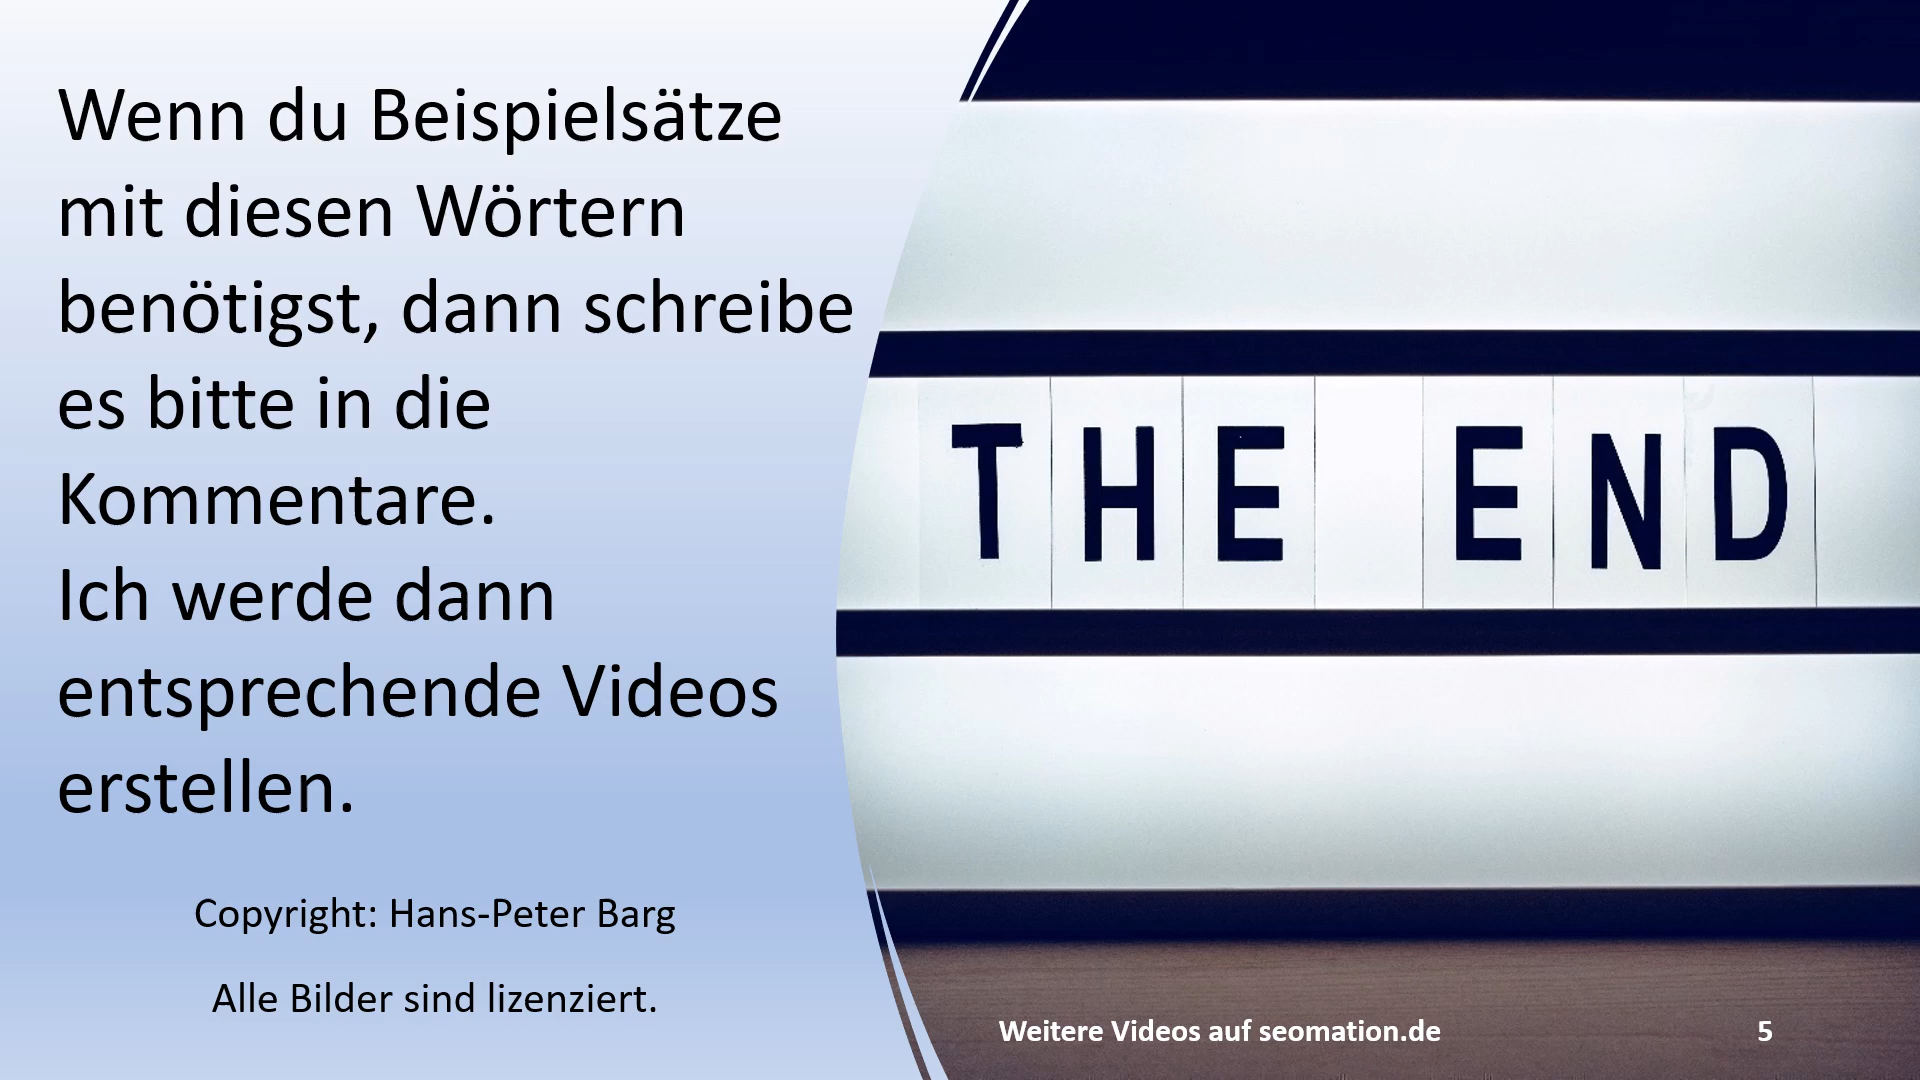 Wenn du Beispielsätze
mit diesen Wörtern
benötigst, dann schreibe
es bitte in die
Kommentare.
Ich werde dann
entsprechende Videos
erstellen.
Copyright: Hans-Peter Barg
Alle Bilder sind lizenziert.
THE END
Weitere Videos auf seomation.de
5